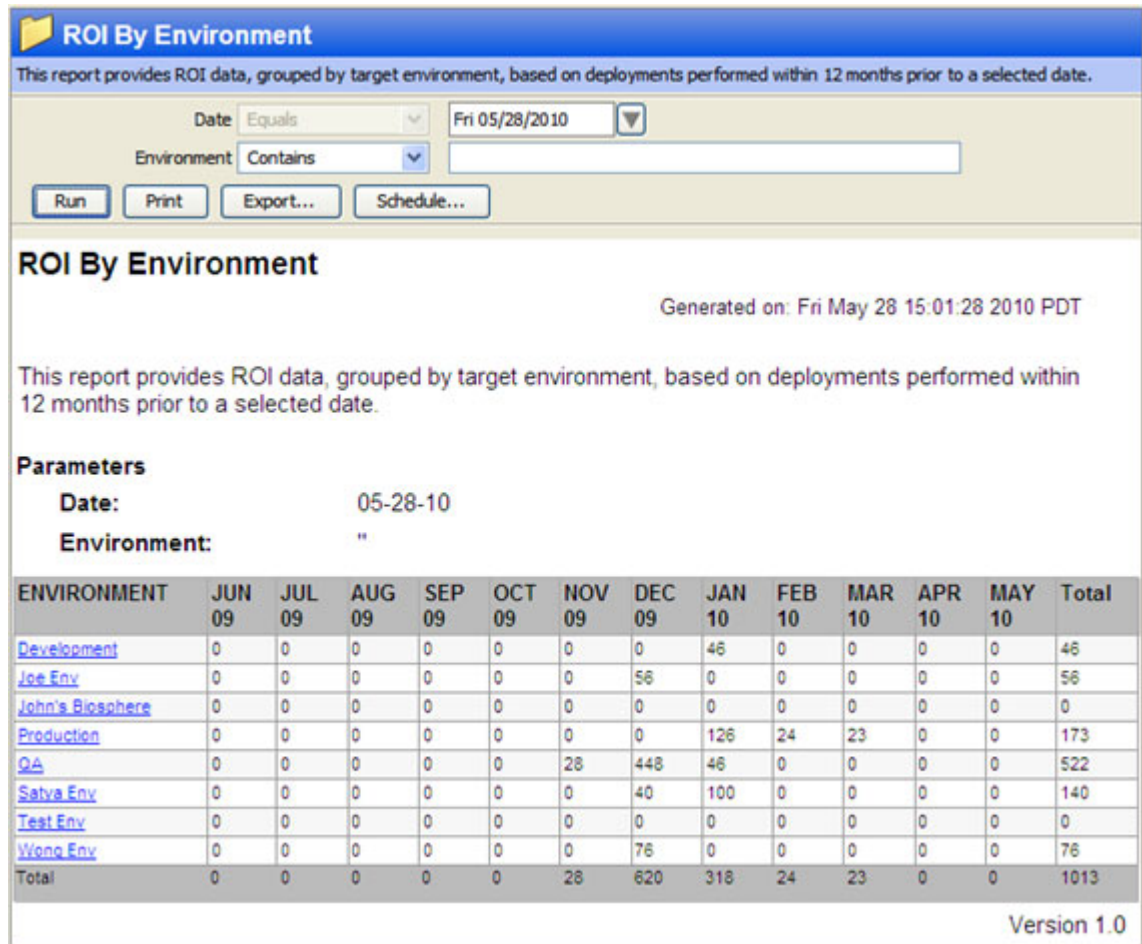 ROI By Environment
This report provides ROI data, grouped by target environment, based on deployments performed within 12 months prior to a selected date.
Date Equals Fri 05/28/2010
Environment Contains
Run Print Export... Schedule...
ROI By Environment
Generated on: Fri May 28 15:01:28 2010 PDT
This report provides ROI data, grouped by target environment, based on deployments performed within
12 months prior to a selected date.
Parameters
Date: 05-28-10
Environment: ''
ENVIRONMENT JUN 09 JUL 09 AUG 09 SEP 09 OCT 09 NOV 09 DEC 09 JAN 10 FEB 10 MAR 10 APR 10 MAY 10 Total
Development 0 0 0 0 0 0 0 46 0 0 0 0 46
Joe Env 0 0 0 0 0 0 56 0 0 0 0 0 56
John's Biosphere 0 0 0 0 0 0 0 0 0 0 0 0 0
Production 0 0 0 0 0 0 0 126 24 23 0 0 173
QA 0 0 0 0 0 28 448 46 0 0 0 0 522
Satya Env 0 0 0 0 0 0 40 100 0 0 0 0 140
Test Env 0 0 0 0 0 0 0 0 0 0 0 0 0
Wong Env 0 0 0 0 0 0 76 0 0 0 0 0 76
Total 0 0 0 0 0 28 620 318 24 23 0 0 1013
Version 1.0